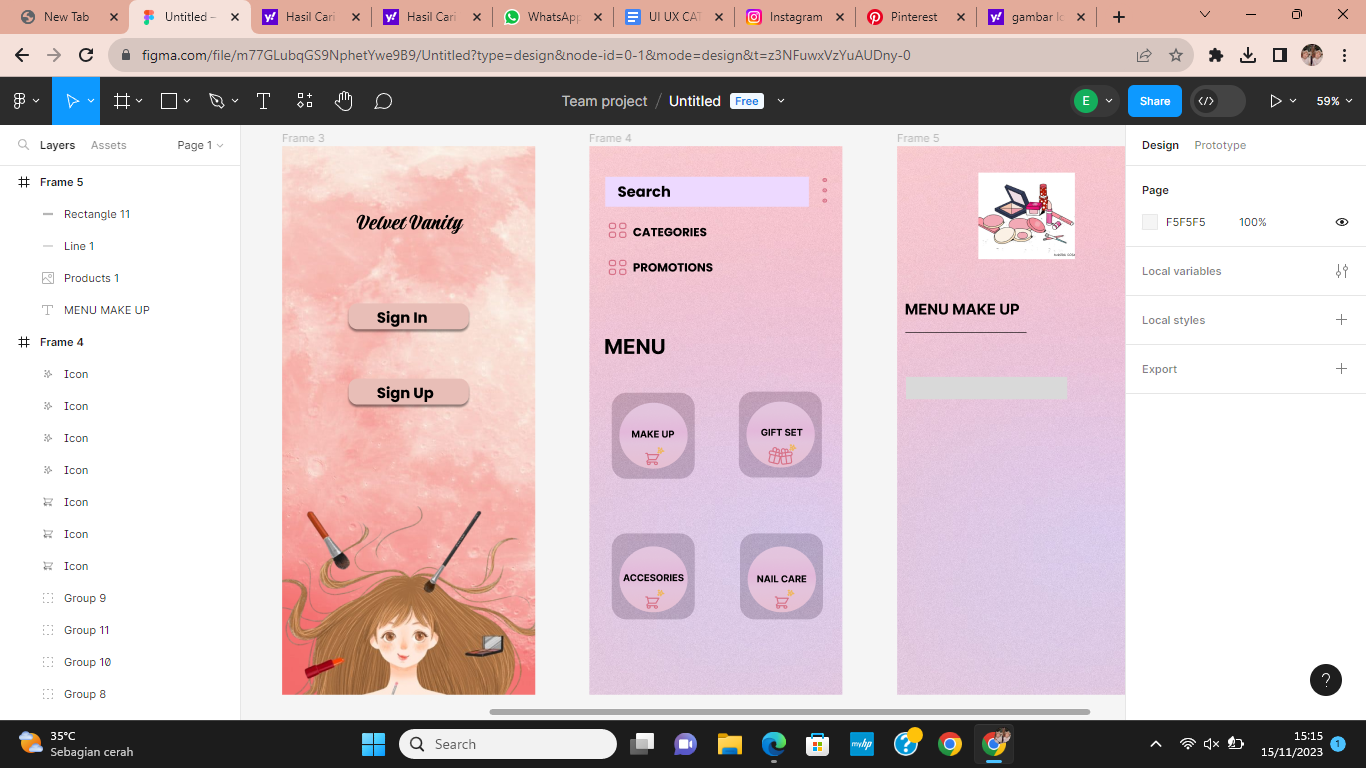 New Tab
Untitled –
Hasil Cari
Hasil Cari
WhatsApp
UI UX CAT
Instagram
Pinterest
gambar lo
figma.com/file/m77GLubqGS9NphetYwe9B9/Untitled?type=design&node-id=0-1&mode=design&t=z3NFuwxVzYuAUDny-0
Team project / Untitled Free
E
Share
59%
Layers
Assets
Page 1
Frame 5
Rectangle 11
Line 1
Products 1
MENU MAKE UP
Frame 4
Icon
Icon
Icon
Icon
Icon
Icon
Icon
Group 9
Group 11
Group 10
Group 8
Frame 3
Velvet Vanity
Sign In
Sign Up
Frame 4
Search
CATEGORIES
PROMOTIONS
MENU
MAKE UP
GIFT SET
ACCESORIES
NAIL CARE
Frame 5
MENU MAKE UP
Design
Prototype
Page
F5F5F5
100%
Local variables
Local styles
Export
?
35°C
Sebagian cerah
Search
myhp
15:15
15/11/2023
1